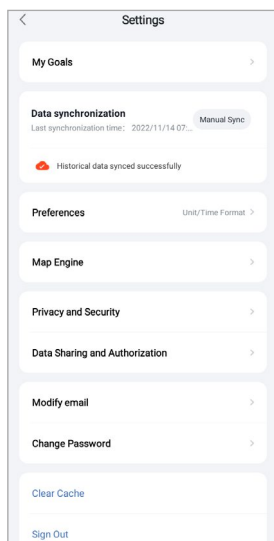 Settings
My Goals
Data synchronization
Last synchronization time: 2022/11/14 07:...
Manual Sync
Historical data synced successfully
Preferences
Unit/Time Format
Map Engine
Privacy and Security
Data Sharing and Authorization
Modify email
Change Password
Clear Cache
Sign Out